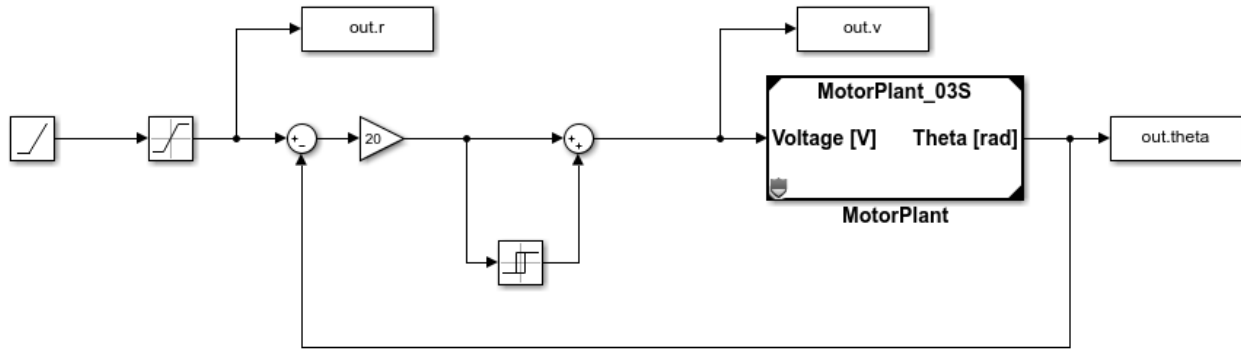 out.r
out.v
MotorPlant_03S
20
Voltage [V] Theta [rad]
out.theta
MotorPlant